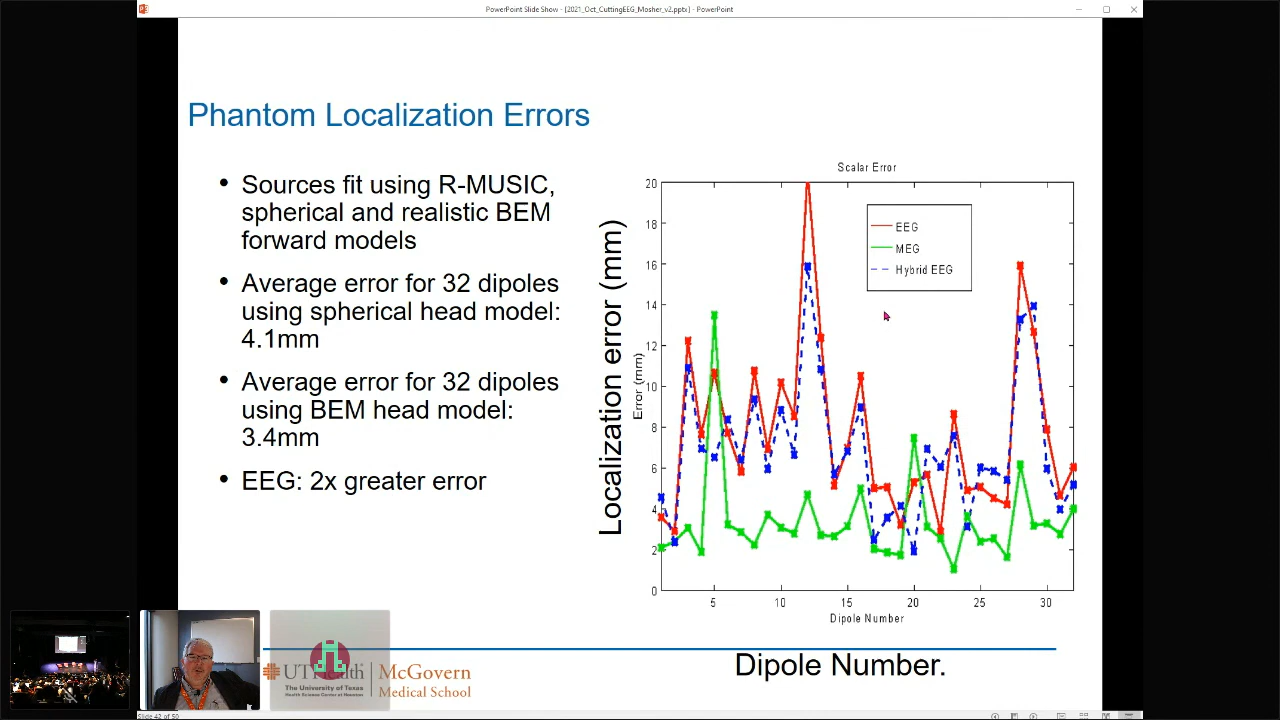 PowerPoint Slide Show - [2021_Oct_CuttingEEG_Mosher_v2.pptx] - PowerPoint
Phantom Localization Errors
• Sources fit using R-MUSIC,
spherical and realistic BEM
forward models
• Average error for 32 dipoles
using spherical head model:
4.1mm
• Average error for 32 dipoles
using BEM head model:
3.4mm
• EEG: 2x greater error
Scalar Error
Localization error (mm)
Error (mm)
20
18
16
14
12
10
8
6
4
2
0
EEG
MEG
Hybrid EEG
5 10 15 20 25 30
Dipole Number
Dipole Number.
UTHealth
The University of Texas
Health Science Center at Houston
McGovern
Medical School
Slide 42 of 50